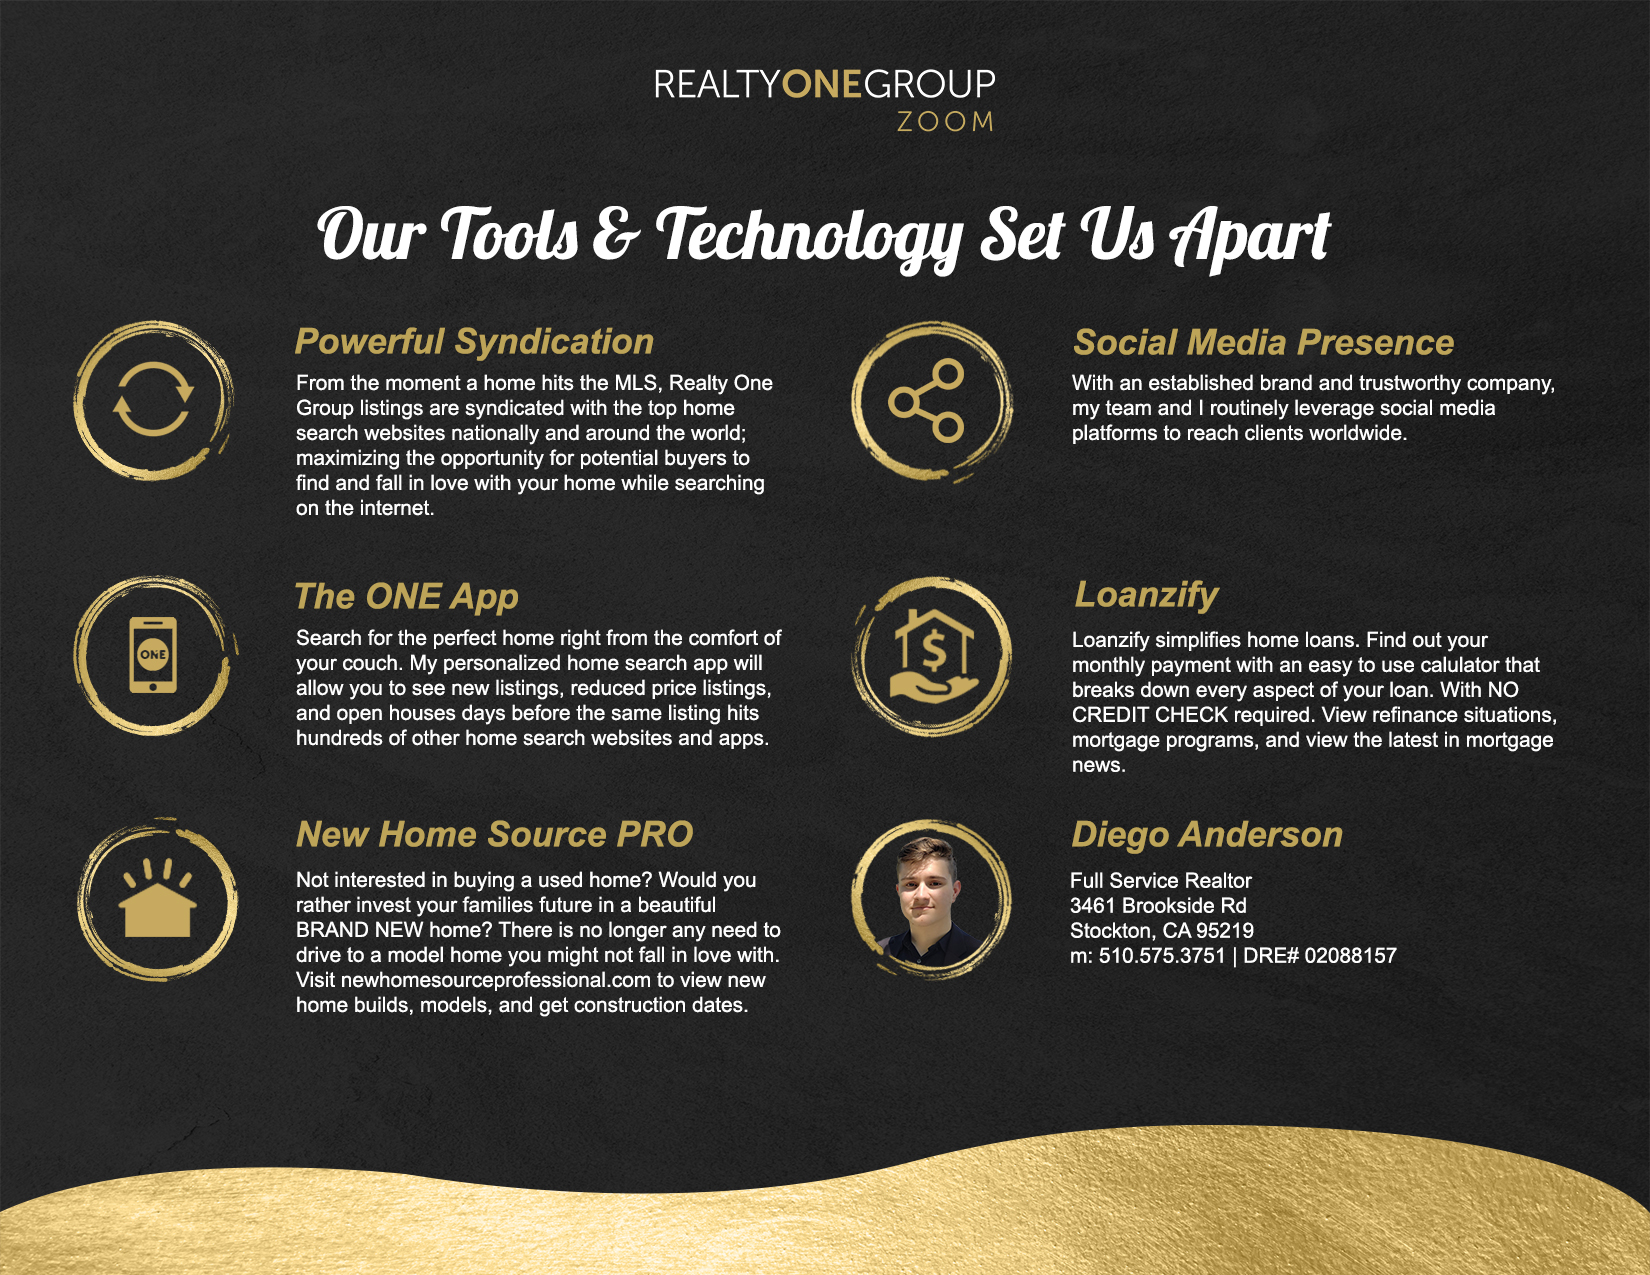 REALTYONEGROUP
ZOOM
Our Tools & Technology Set Us Apart
Powerful Syndication
From the moment a home hits the MLS, Realty One
Group listings are syndicated with the top home
search websites nationally and around the world;
maximizing the opportunity for potential buyers to
find and fall in love with your home while searching
on the internet.
Social Media Presence
With an established brand and trustworthy company,
my team and I routinely leverage social media
platforms to reach clients worldwide.
The ONE App
ONE
Search for the perfect home right from the comfort of
your couch. My personalized home search app will
allow you to see new listings, reduced price listings,
and open houses days before the same listing hits
hundreds of other home search websites and apps.
Loanzify
$
Loanzify simplifies home loans. Find out your
monthly payment with an easy to use calulator that
breaks down every aspect of your loan. With NO
CREDIT CHECK required. View refinance situations,
mortgage programs, and view the latest in mortgage
news.
New Home Source PRO
Not interested in buying a used home? Would you
rather invest your families future in a beautiful
BRAND NEW home? There is no longer any need to
drive to a model home you might not fall in love with.
Visit newhomesourceprofessional.com to view new
home builds, models, and get construction dates.
Diego Anderson
Full Service Realtor
3461 Brookside Rd
Stockton, CA 95219
m: 510.575.3751 | DRE# 02088157